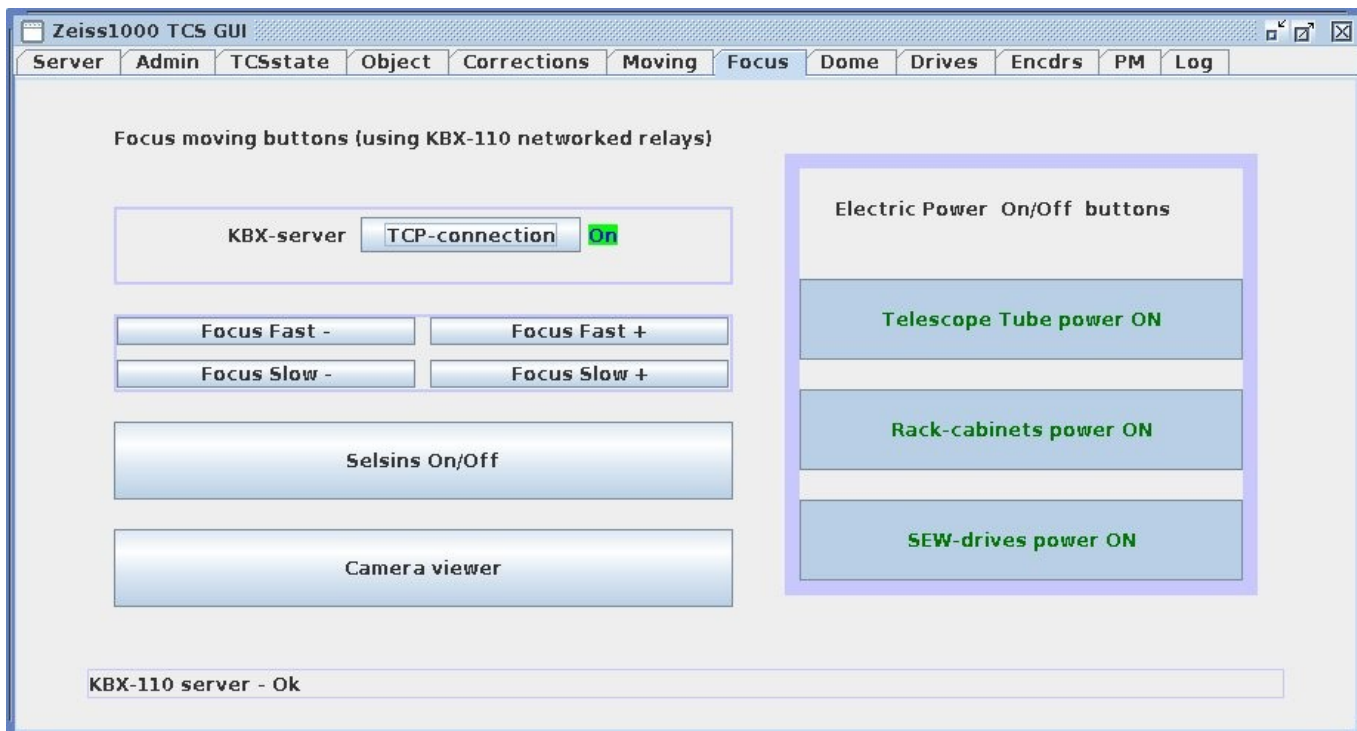 Zeiss1000 TCS GUI
Server Admin TCSstate Object Corrections Moving Focus Dome Drives Encdrs PM Log
Focus moving buttons (using KBX-110 networked relays)
KBX-server TCP-connection On
Focus Fast - Focus Fast +
Focus Slow - Focus Slow +
Selsins On/Off
Camera viewer
Electric Power On/Off buttons
Telescope Tube power ON
Rack-cabinets power ON
SEW-drives power ON
KBX-110 server - Ok